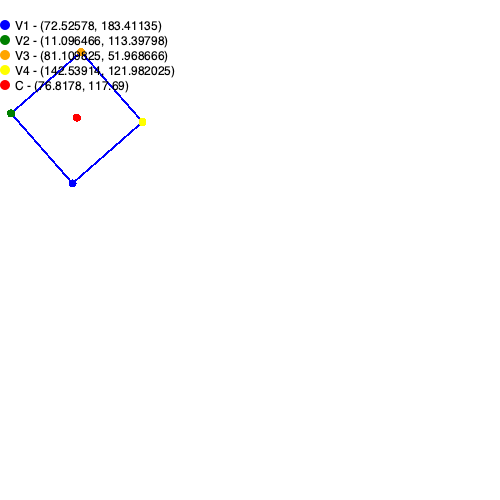 V1 - (72.52578, 183.41135)
V2 - (11.096466, 113.39798)
V3 - (81.109825, 51.968666)
V4 - (142.53914, 121.982025)
C - (76.8178, 117.69)